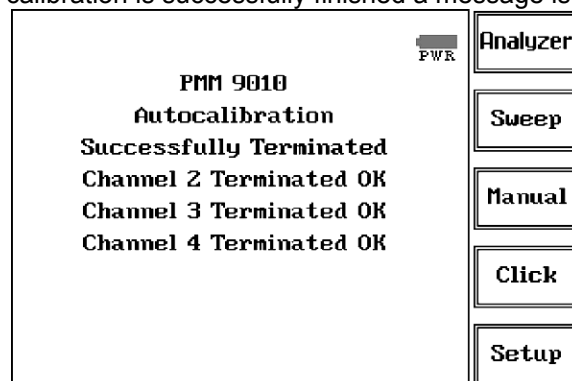 calibration is successfully finished a message is
PWR
Analyzer
PMM 9010
Autocalibration
Sweep
Successfully Terminated
Channel 2 Terminated OK
Manual
Channel 3 Terminated OK
Channel 4 Terminated OK
Click
Setup